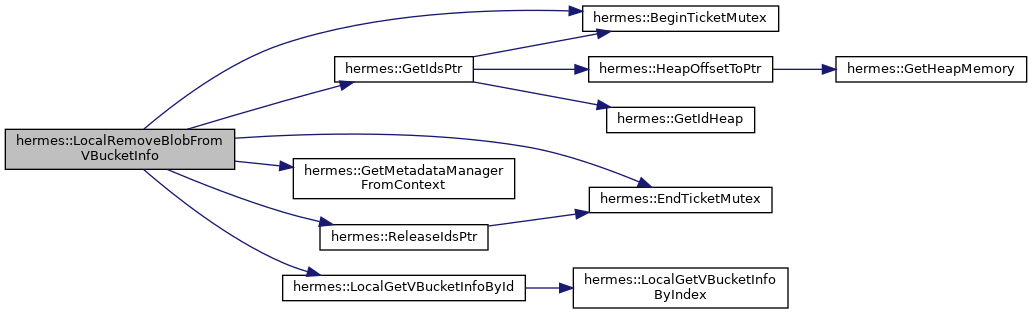 hermes::LocalRemoveBlobFrom
VBucketInfo
hermes::BeginTicketMutex
hermes::GetIdsPtr
hermes::HeapOffsetToPtr
hermes::GetHeapMemory
hermes::GetIdHeap
hermes::GetMetadataManager
FromContext
hermes::EndTicketMutex
hermes::ReleaseIdsPtr
hermes::LocalGetVBucketInfoById
hermes::LocalGetVBucketInfo
ByIndex